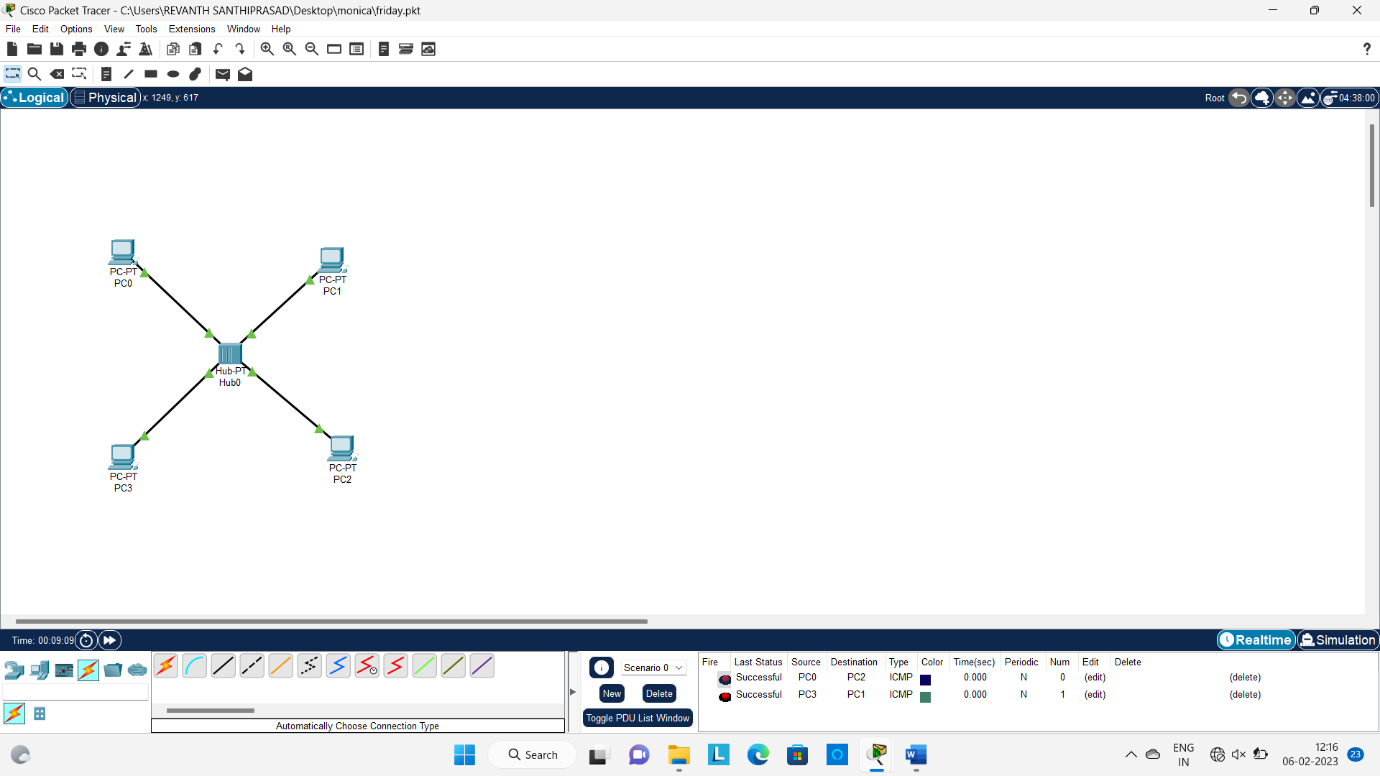 Cisco Packet Tracer - C:\Users\REVANTH SANTHIPRASAD\Desktop\monica\friday.pkt
File Edit Options View Tools Extensions Window Help
?
Logical Physical x: 1249, y: 617 Root 04:38:00
PC-PT
PC0
PC-PT
PC1
Hub-PT
Hub0
PC-PT
PC3
PC-PT
PC2
Time: 00:09:09 Realtime Simulation
Scenario 0
New Delete
Toggle PDU List Window
Fire Last Status Source Destination Type Color Time(sec) Periodic Num Edit Delete
Successful PC0 PC2 ICMP 0.000 N 0 (edit) (delete)
Successful PC3 PC1 ICMP 0.000 N 1 (edit) (delete)
Automatically Choose Connection Type
Search
ENG
IN
12:16
06-02-2023
23